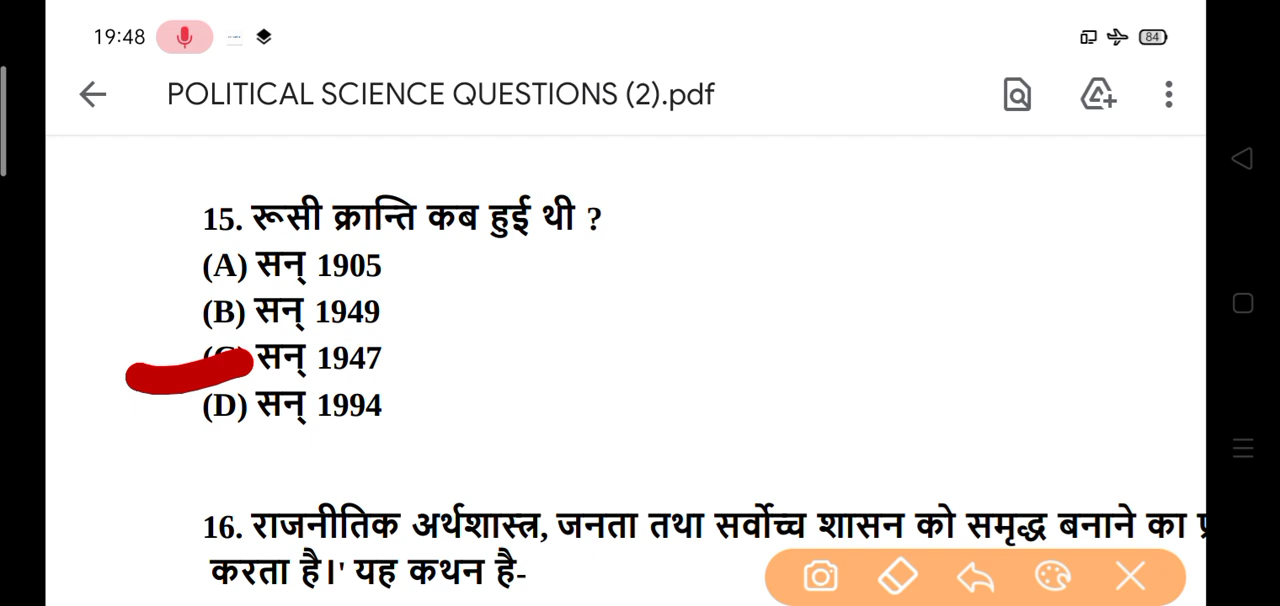 19:48 84
POLITICAL SCIENCE QUESTIONS (2).pdf
15. रूसी क्रान्ति कब हुई थी ?
(A) सन् 1905
(B) सन् 1949
सन् 1947
(D) सन् 1994
16. राजनीतिक अर्थशास्त्र, जनता तथा सर्वोच्च शासन को समृद्ध बनाने का
करता है।' यह कथन है-